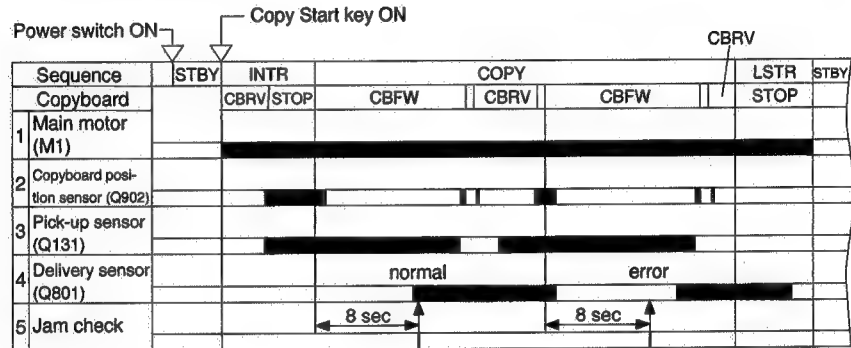 Power switch ON
Copy Start key ON
CBRV
Sequence STBY INTR COPY LSTR STBY
Copyboard CBRV STOP CBFW CBRV CBFW STOP
1 Main motor
(M1)
2 Copyboard posi-
tion sensor (Q902)
3 Pick-up sensor
(Q131)
4 Delivery sensor
(Q801)
normal error
5 Jam check 8 sec 8 sec